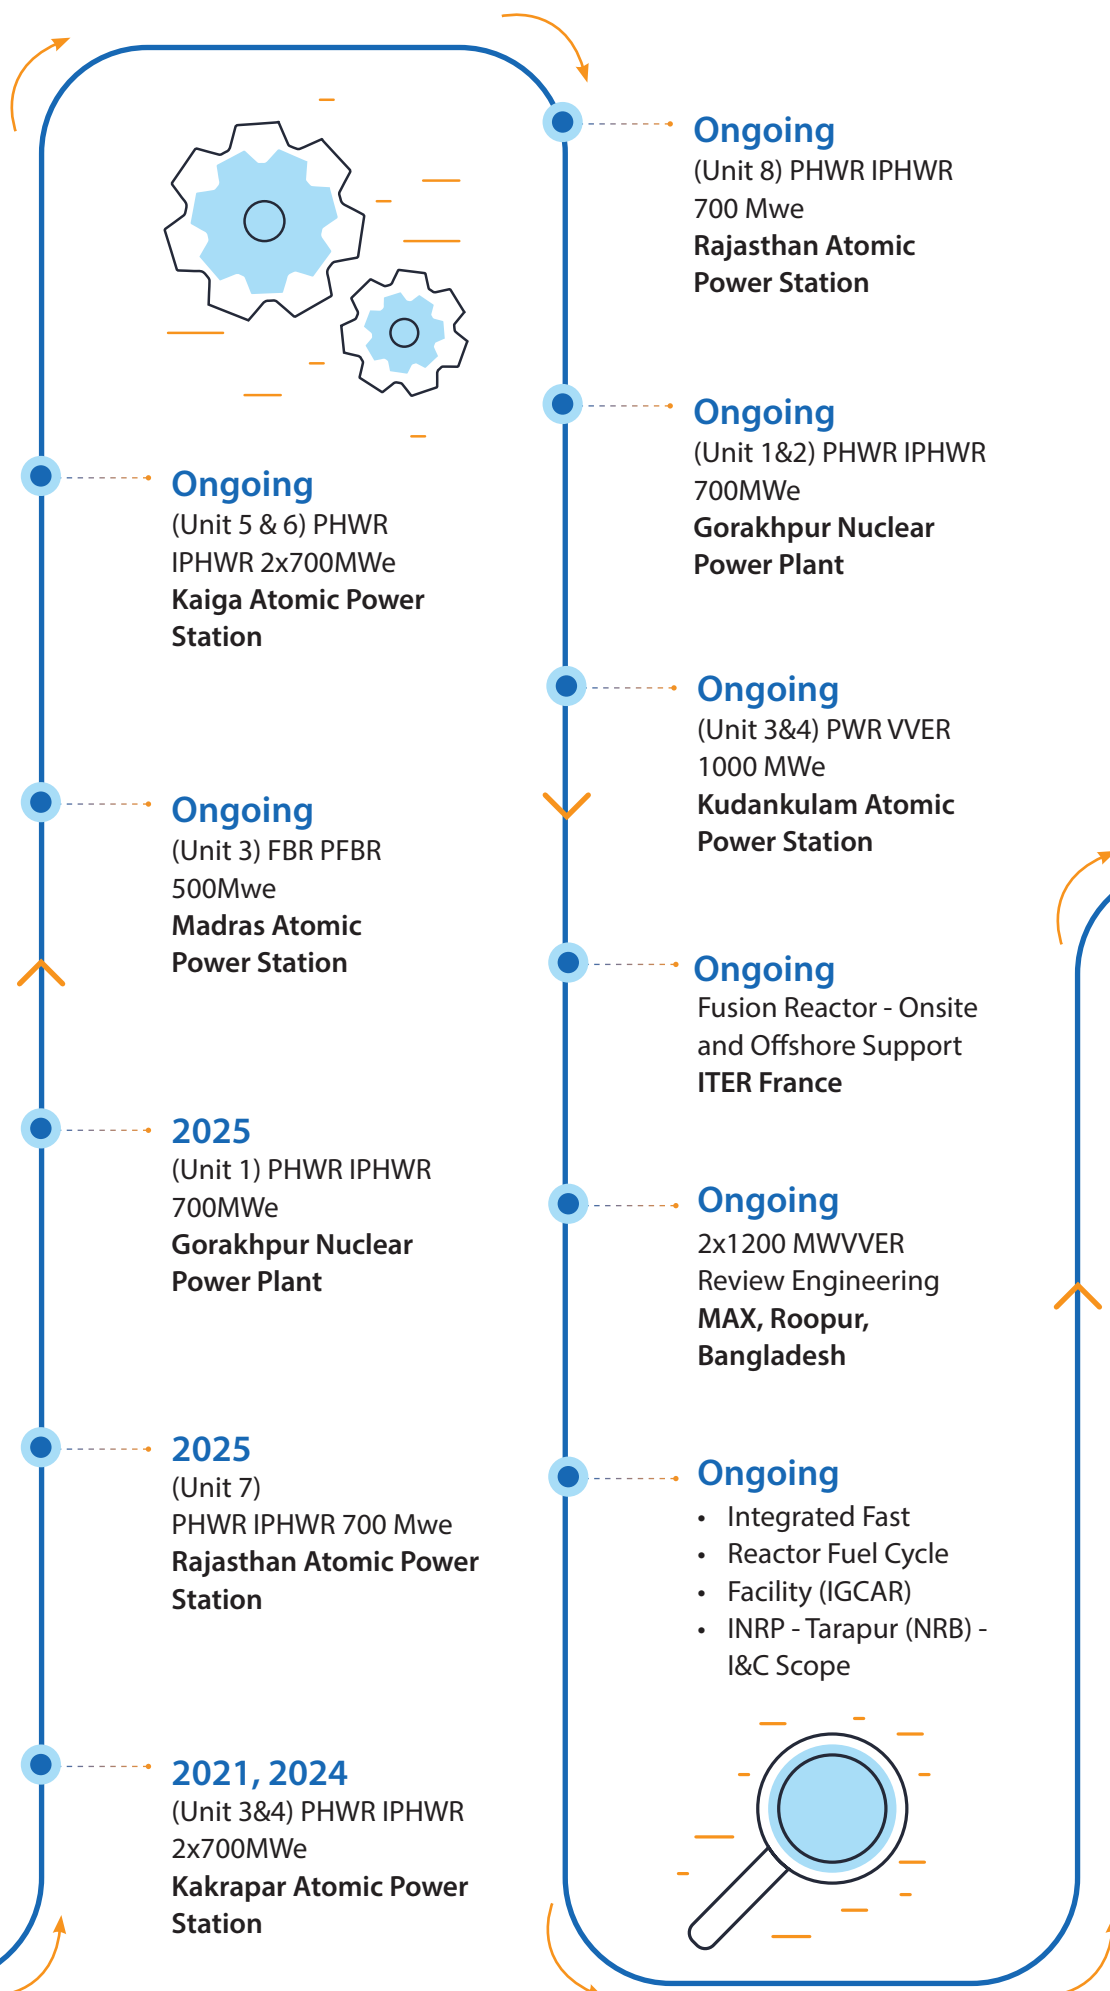 Ongoing
(Unit 5 & 6) PHWR
IPHWR 2x700MWe
Kaiga Atomic Power
Station
Ongoing
(Unit 3) FBR PFBR
500Mwe
Madras Atomic
Power Station
2025
(Unit 1) PHWR IPHWR
700MWe
Gorakhpur Nuclear
Power Plant
2025
(Unit 7)
PHWR IPHWR 700 Mwe
Rajasthan Atomic Power
Station
2021, 2024
(Unit 3&4) PHWR IPHWR
2x700MWe
Kakrapar Atomic Power
Station
Ongoing
(Unit 8) PHWR IPHWR
700 Mwe
Rajasthan Atomic
Power Station
Ongoing
(Unit 1&2) PHWR IPHWR
700MWe
Gorakhpur Nuclear
Power Plant
Ongoing
(Unit 3&4) PWR VVER
1000 MWe
Kudankulam Atomic
Power Station
Ongoing
Fusion Reactor - Onsite
and Offshore Support
ITER France
Ongoing
2x1200 MWVVER
Review Engineering
MAX, Roopur,
Bangladesh
Ongoing
• Integrated Fast
• Reactor Fuel Cycle
• Facility (IGCAR)
• INRP - Tarapur (NRB) -
I&C Scope